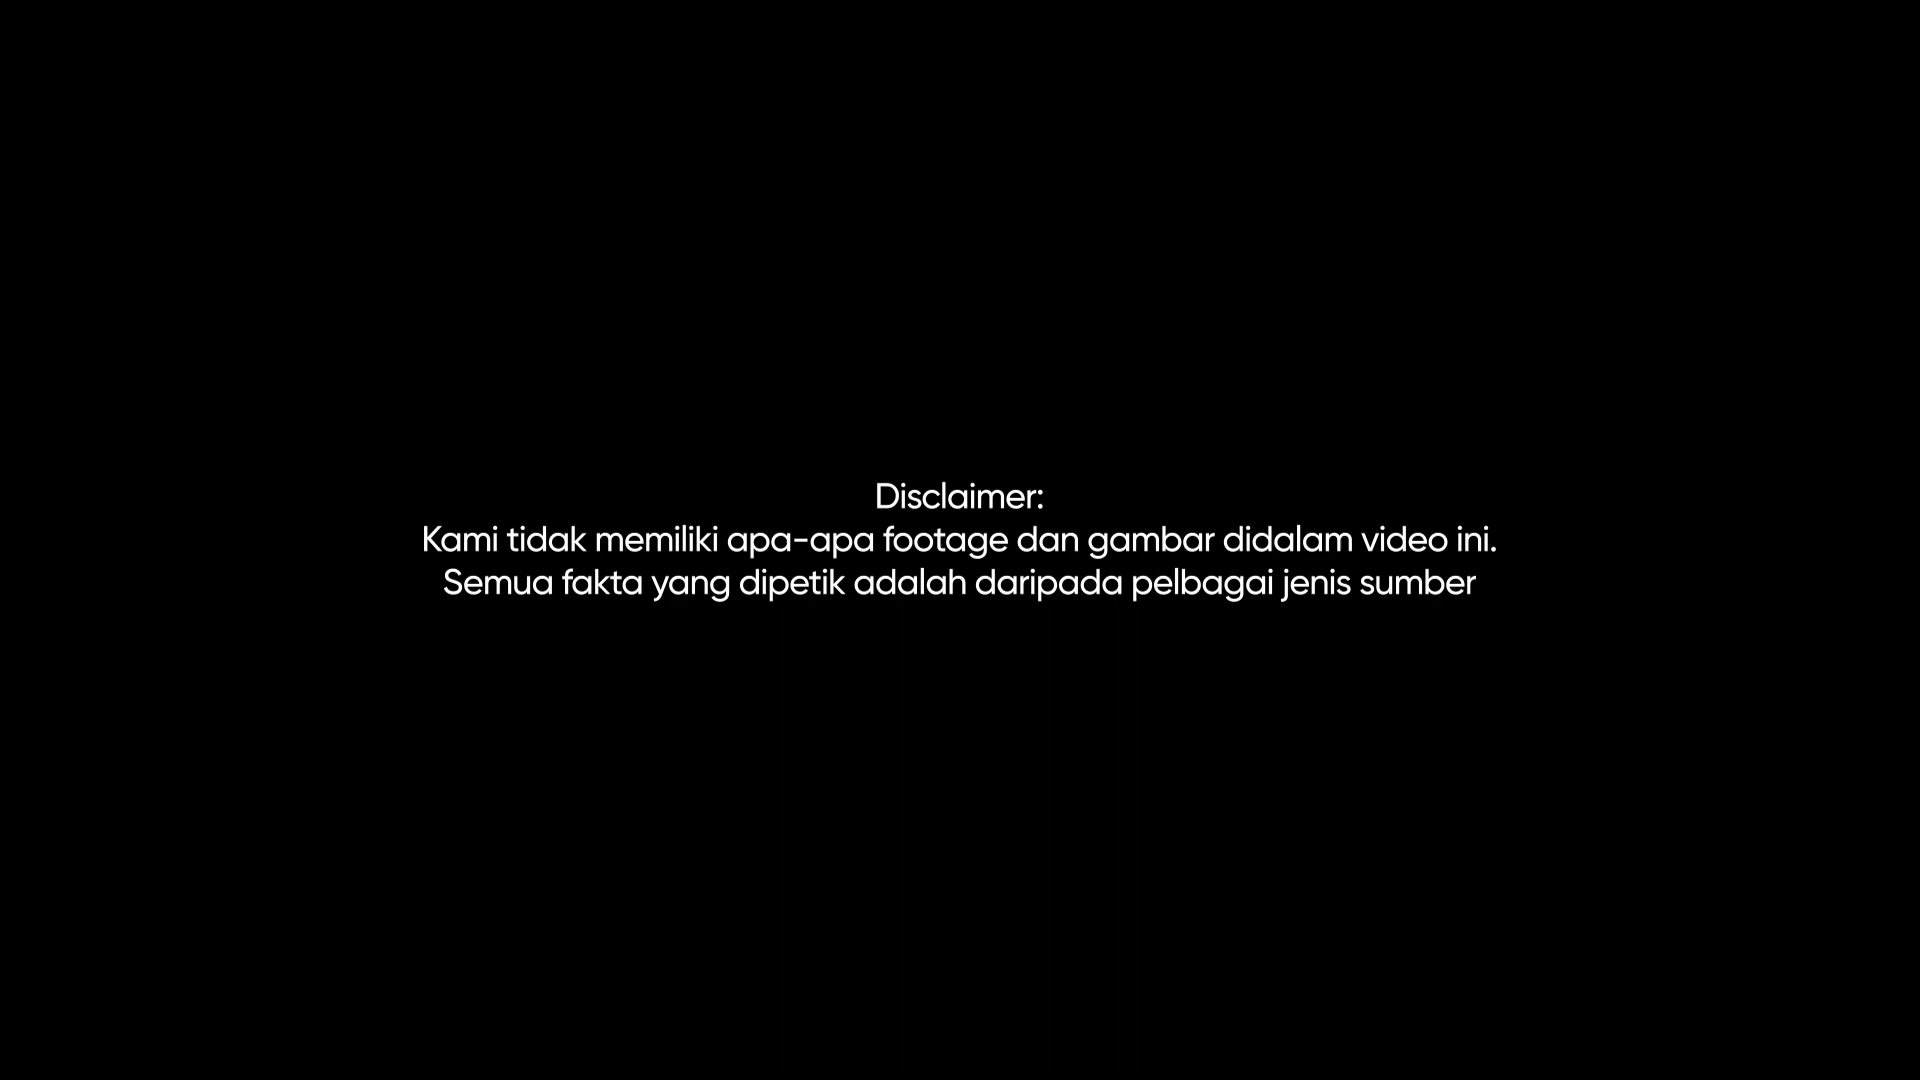 Disclaimer:
Kami tidak memiliki apa-apa footage dan gambar didalam video ini.
Semua fakta yang dipetik adalah daripada pelbagai jenis sumber